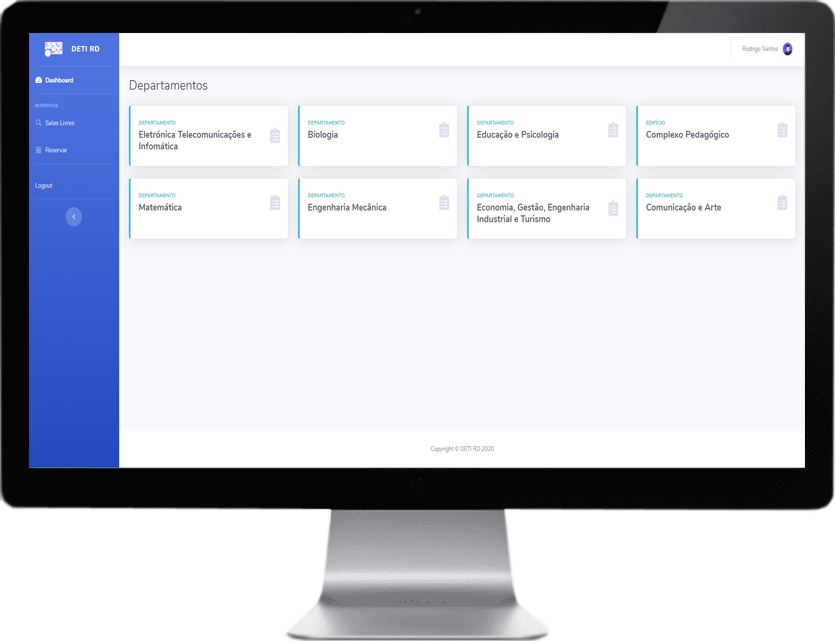 DETI RD
Rodrigo Santos
Dashboard
INTERFACE
Salas Livres
Reservar
Logout
Departamentos
DEPARTAMENTO
Eletrónica Telecomunicações e
Infomática
DEPARTAMENTO
Biologia
DEPARTAMENTO
Educação e Psicologia
EDIFÍCIO
Complexo Pedagógico
DEPARTAMENTO
Matemática
DEPARTAMENTO
Engenharia Mecânica
DEPARTAMENTO
Economia, Gestão, Engenharia
Industrial e Turismo
DEPARTAMENTO
Comunicação e Arte
Copyright © DETI RD 2020